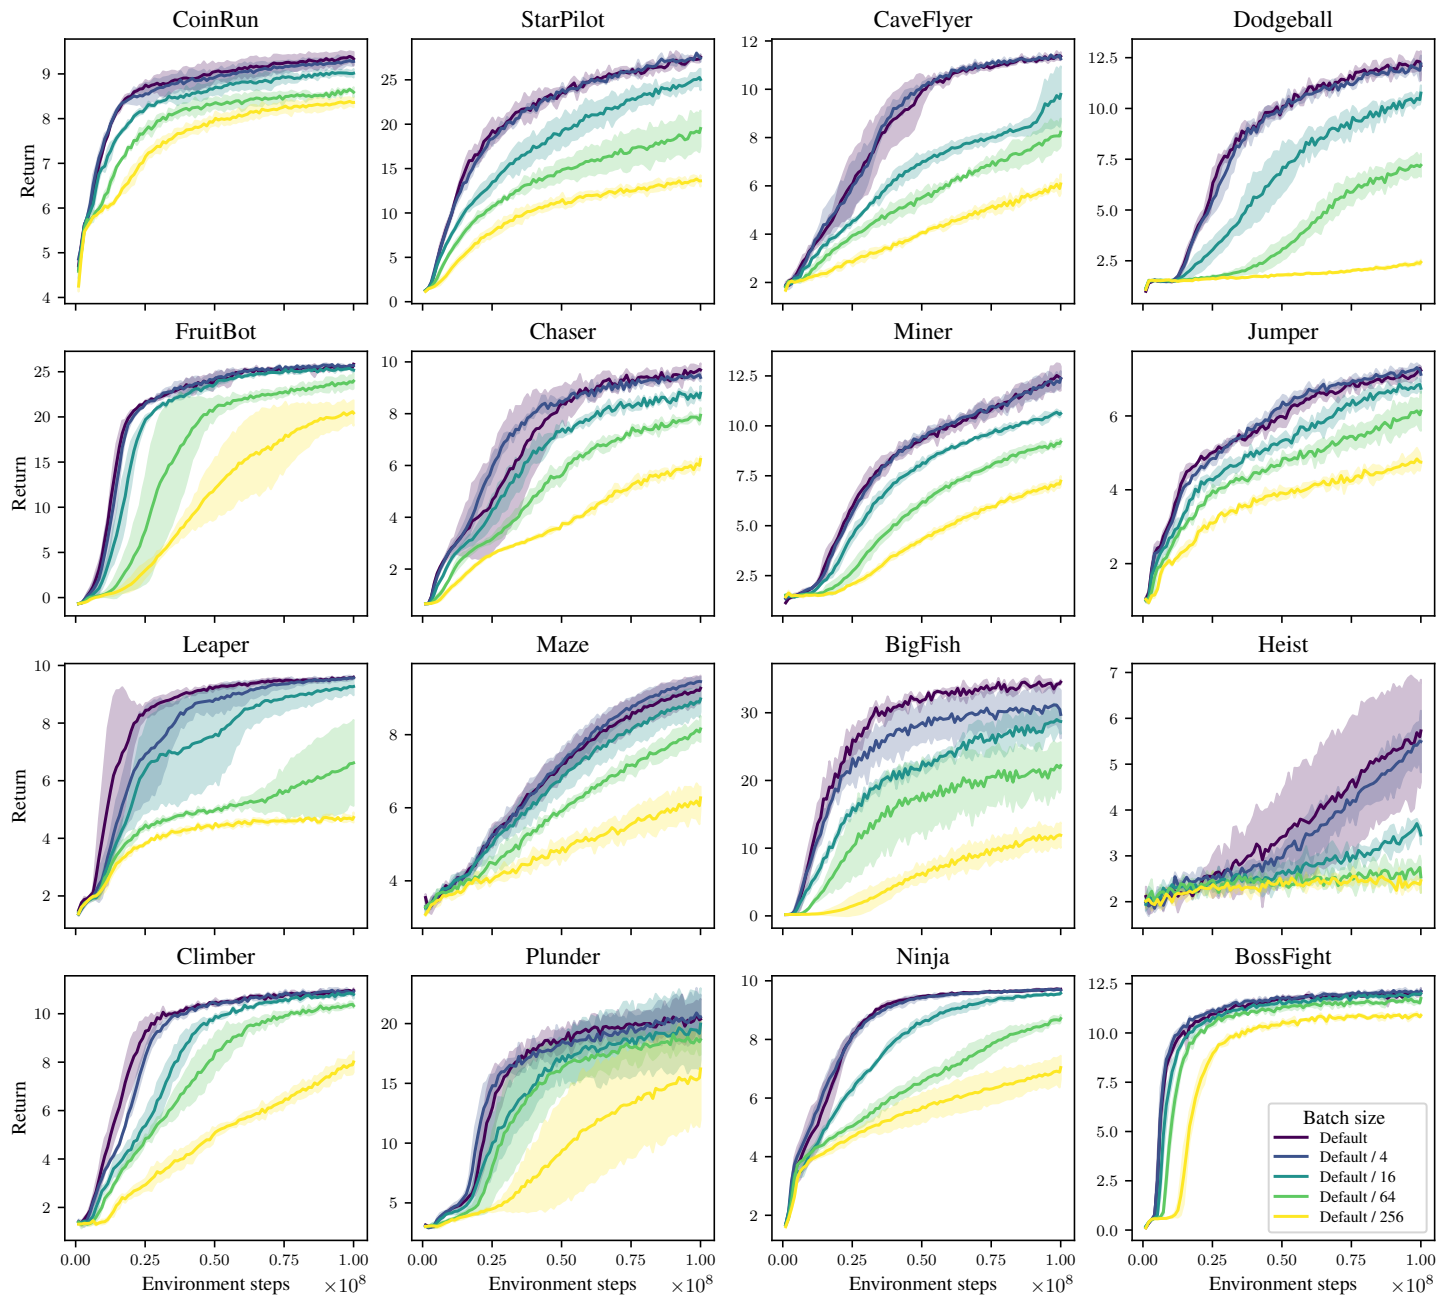 CoinRun
StarPilot
CaveFlyer
Dodgeball
Return
4
5
6
7
8
9
0
5
10
15
20
25
2
4
6
8
10
12
2.5
5.0
7.5
10.0
12.5
FruitBot
Chaser
Miner
Jumper
Return
0
5
10
15
20
25
2
4
6
8
10
2.5
5.0
7.5
10.0
12.5
2
4
6
Leaper
Maze
BigFish
Heist
Return
2
4
6
8
10
4
6
8
0
10
20
30
2
3
4
5
6
7
Climber
Plunder
Ninja
BossFight
Return
2
4
6
8
10
5
10
15
20
2
4
6
8
10
0.0
2.5
5.0
7.5
10.0
12.5
Batch size
Default
Default / 4
Default / 16
Default / 64
Default / 256
0.00 0.25 0.50 0.75 1.00
0.00 0.25 0.50 0.75 1.00
0.00 0.25 0.50 0.75 1.00
0.00 0.25 0.50 0.75 1.00
Environment steps ×10⁸
Environment steps ×10⁸
Environment steps ×10⁸
Environment steps ×10⁸